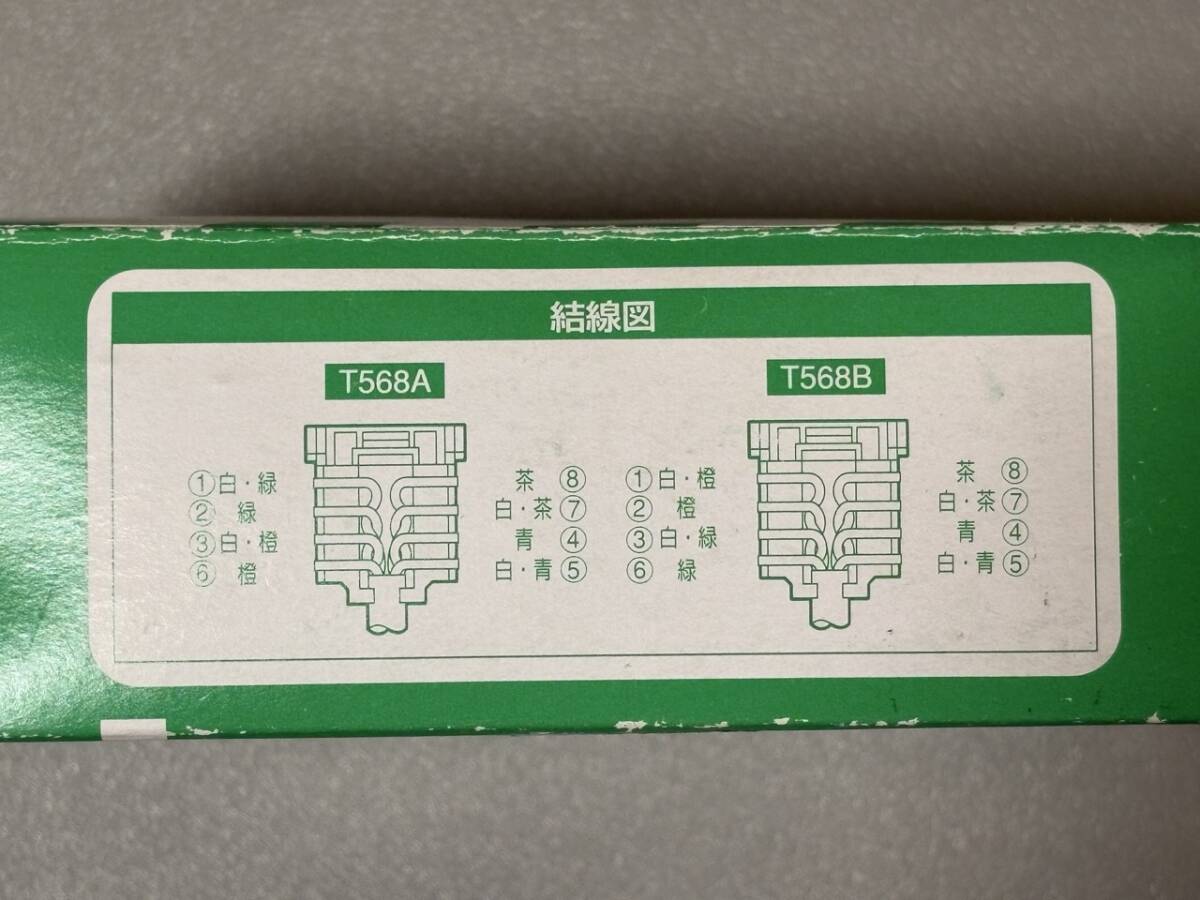 結線図
T568A
①白・緑
② 緑
③白・橙
⑥ 橙
茶 ⑧
白・茶 ⑦
青 ④
白・青 ⑤
T568B
①白・橙
② 橙
③白・緑
⑥ 緑
茶 ⑧
白・茶 ⑦
青 ④
白・青 ⑤